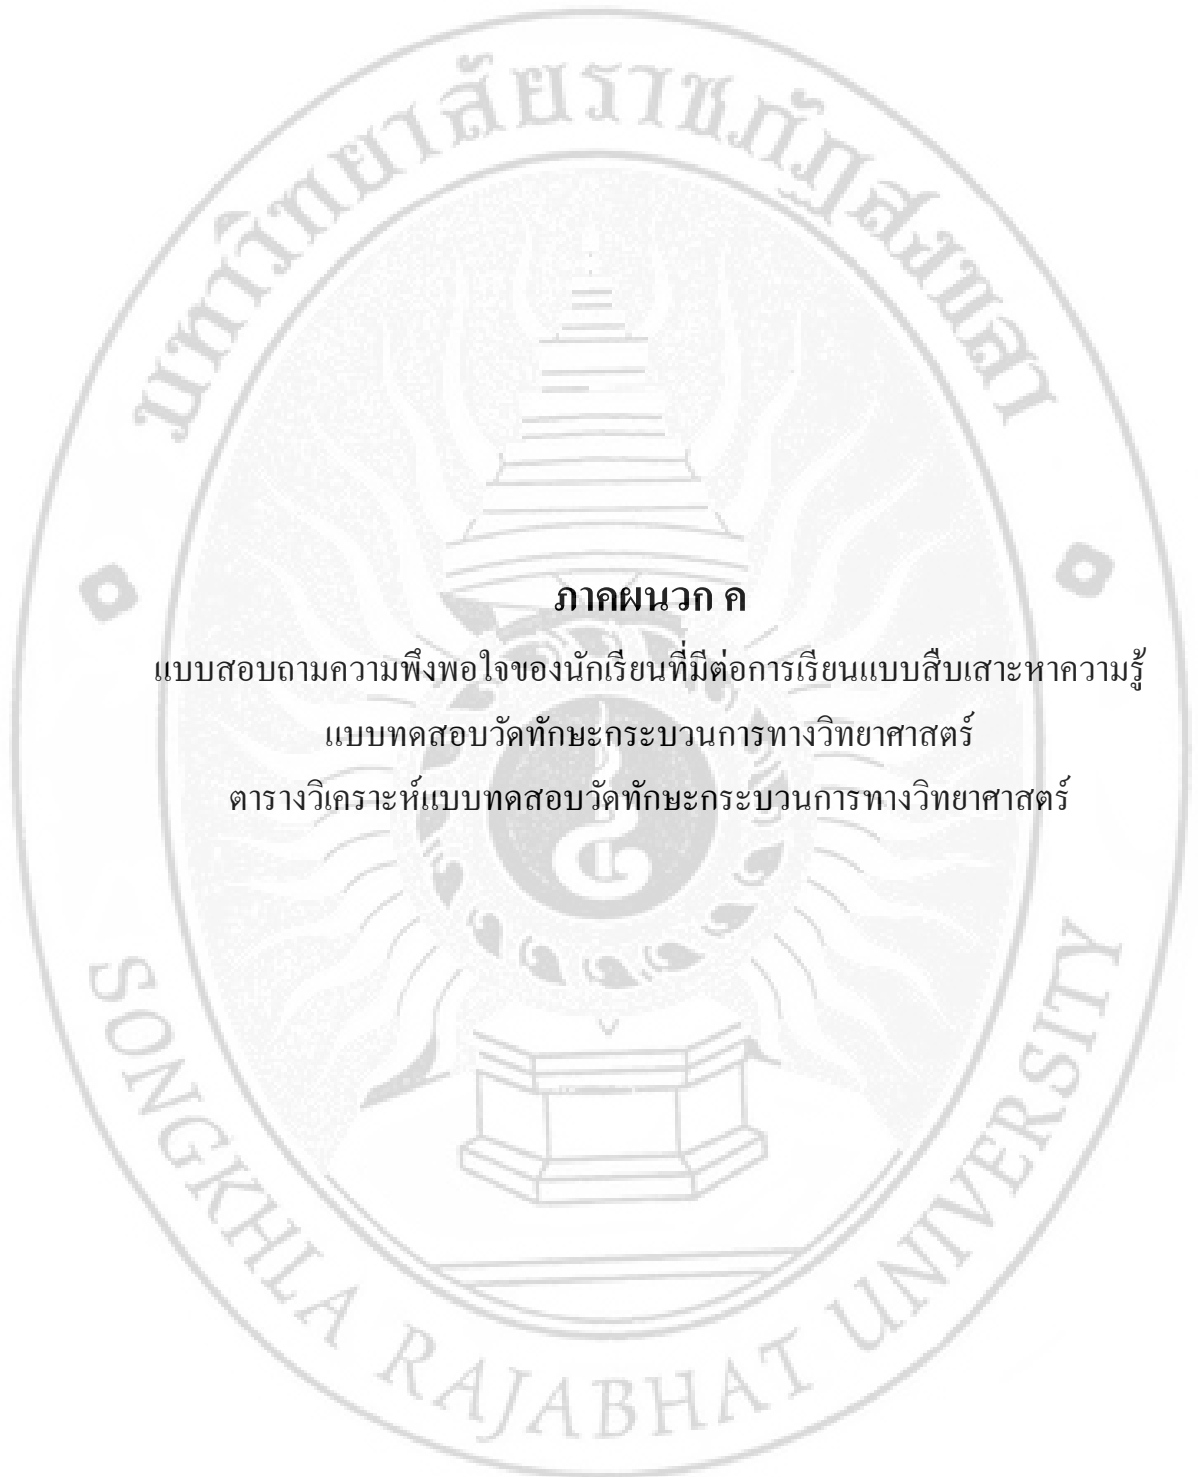 มหาวิทยาลัยราชภัฏสงขลา
ภาคผนวก ค
แบบสอบถามความพึงพอใจของนักเรียนที่มีต่อการเรียนแบบสืบเสาะหาความรู้
แบบทดสอบวัดทักษะกระบวนการทางวิทยาศาสตร์
ตารางวิเคราะห์แบบทดสอบวัดทักษะกระบวนการทางวิทยาศาสตร์
SONGKHLA RAJABHAT UNIVERSITY